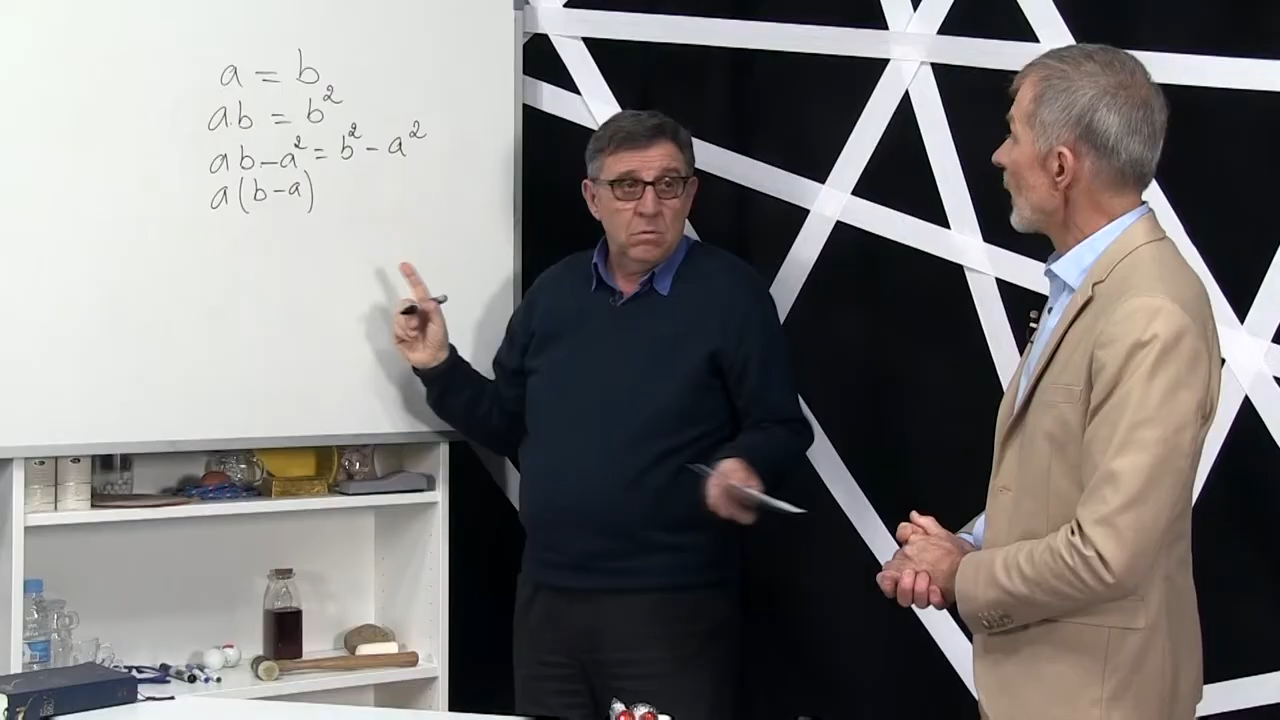 a = b
ab = b²
ab - a² = b² - a²
a(b-a)